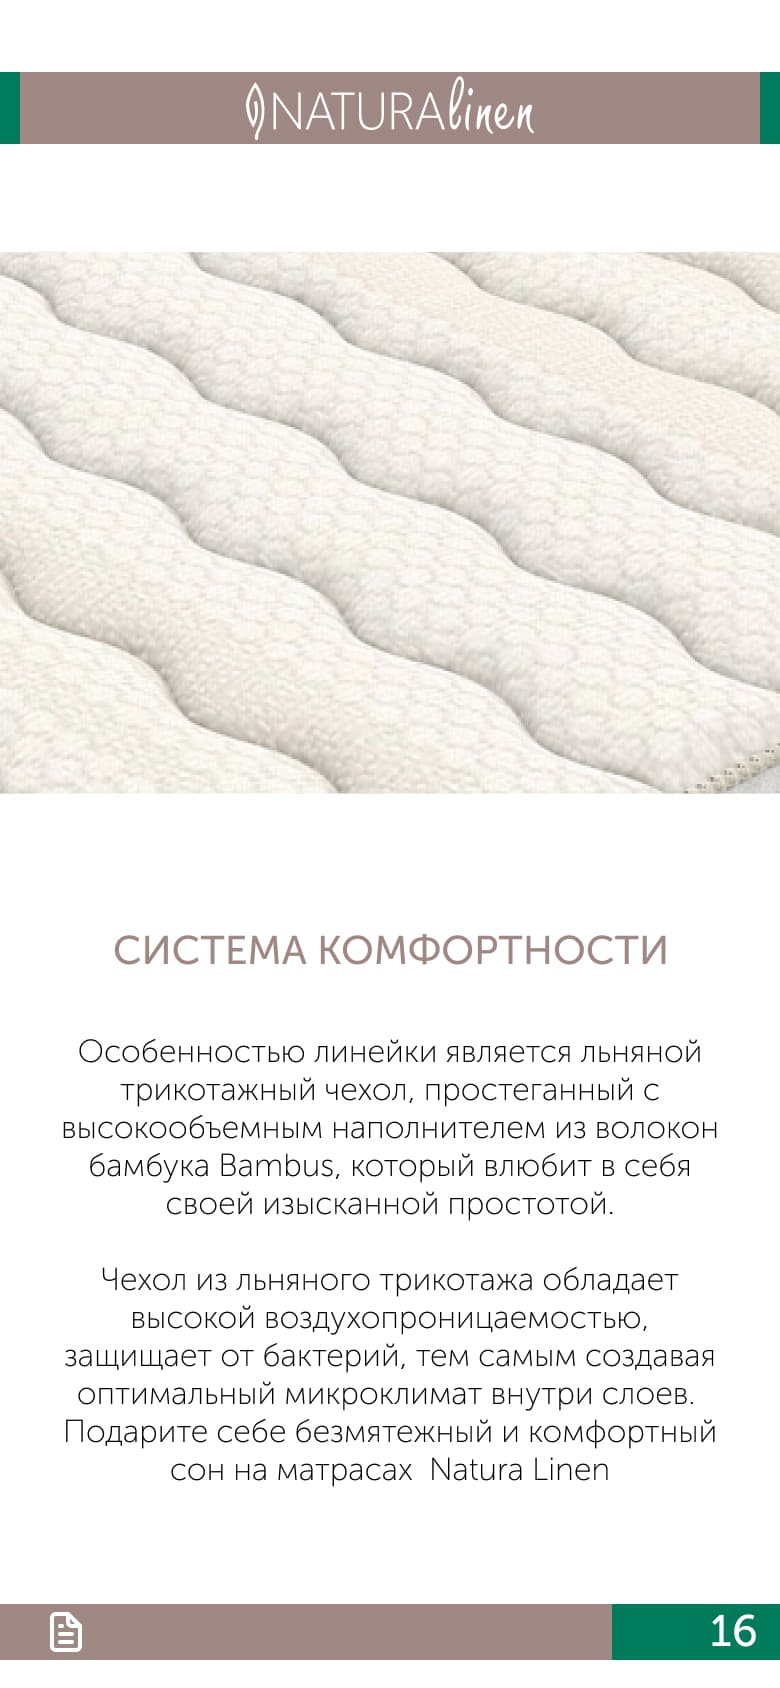 NATURAlinen
СИСТЕМА КОМФОРТНОСТИ
Особенностью линейки является льняной
трикотажный чехол, простеганный с
высокообъемным наполнителем из волокон
бамбука Bambus, который влюбит в себя
своей изысканной простотой.
Чехол из льняного трикотажа обладает
высокой воздухопроницаемостью,
защищает от бактерий, тем самым создавая
оптимальный микроклимат внутри слоев.
Подарите себе безмятежный и комфортный
сон на матрасах  Natura Linen
16